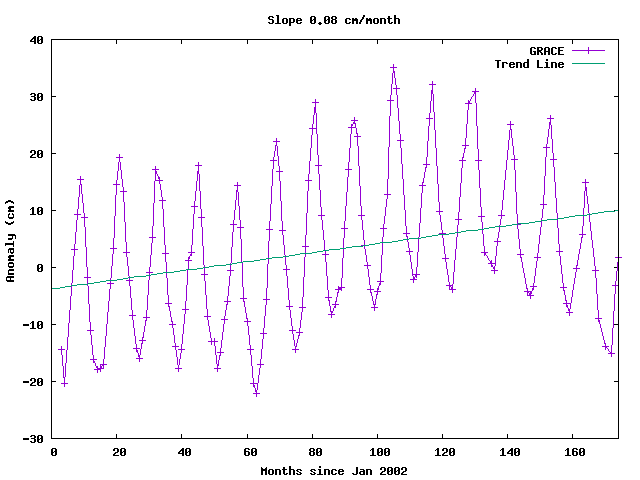 Slope 0.08 cm/month
GRACE
Trend Line
40
30
20
10
0
-10
-20
-30
Anomaly (cm)
0 20 40 60 80 100 120 140 160
Months since Jan 2002